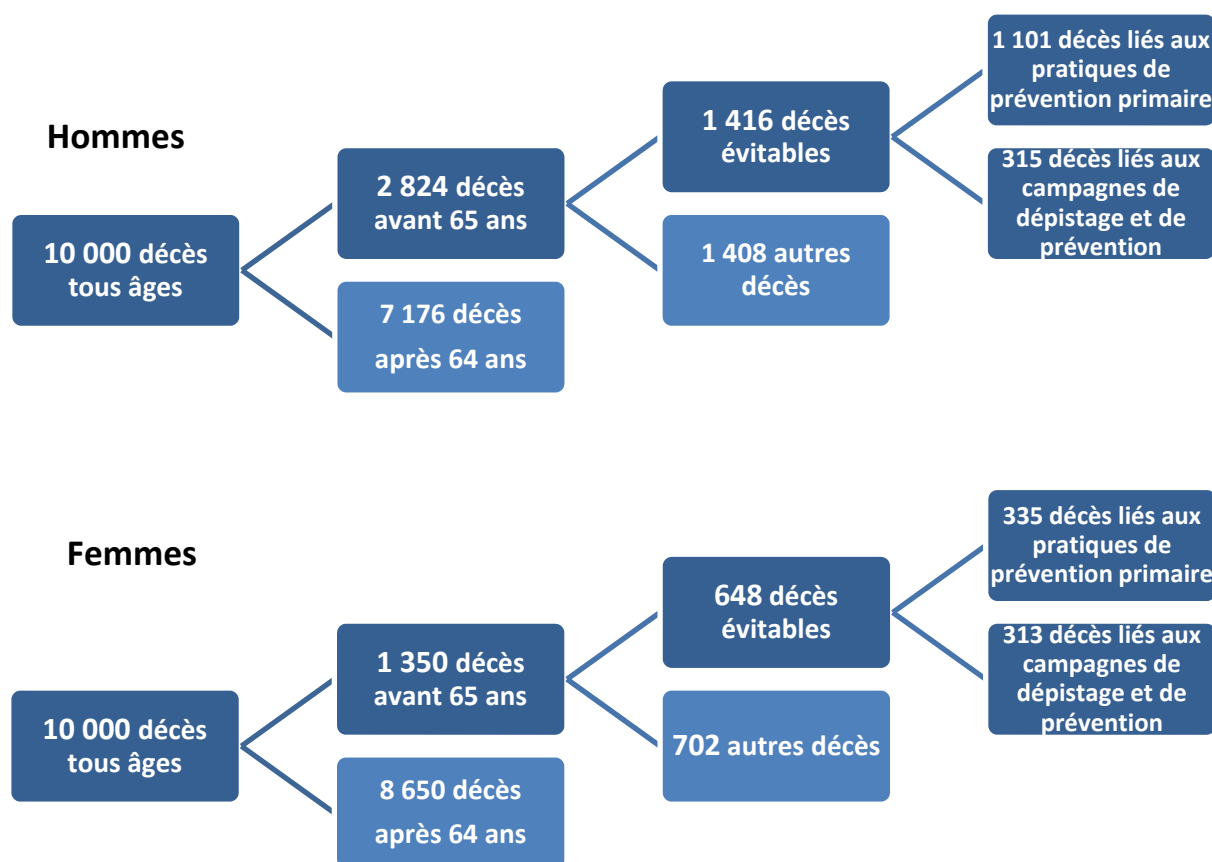 Hommes
10 000 décès
tous âges
2 824 décès
avant 65 ans
7 176 décès
après 64 ans
1 416 décès
évitables
1 408 autres
décès
1 101 décès liés aux
pratiques de
prévention primaire
315 décès liés aux
campagnes de
dépistage et de
prévention
Femmes
10 000 décès
tous âges
1 350 décès
avant 65 ans
8 650 décès
après 64 ans
648 décès
évitables
702 autres décès
335 décès liés aux
pratiques de
prévention primaire
313 décès liés aux
campagnes de
dépistage et de
prévention